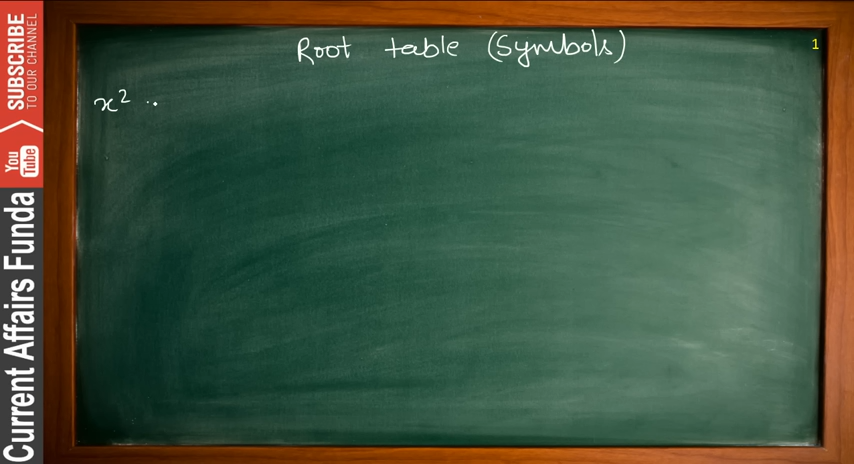 Root table (Symbols)
1
x²
SUBSCRIBE
TO OUR CHANNEL
You
Tube
Current Affairs Funda